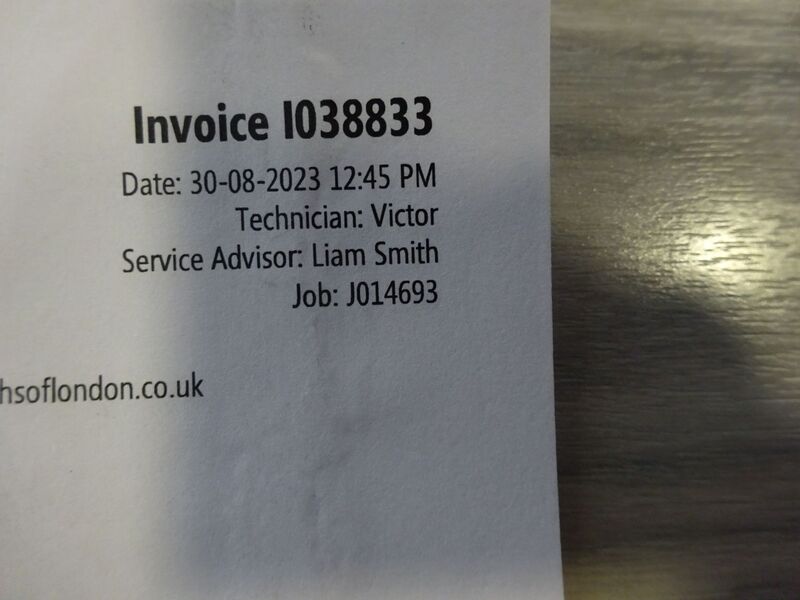 Invoice I038833
Date: 30-08-2023 12:45 PM
Technician: Victor
Service Advisor: Liam Smith
Job: J014693
hsoflondon.co.uk